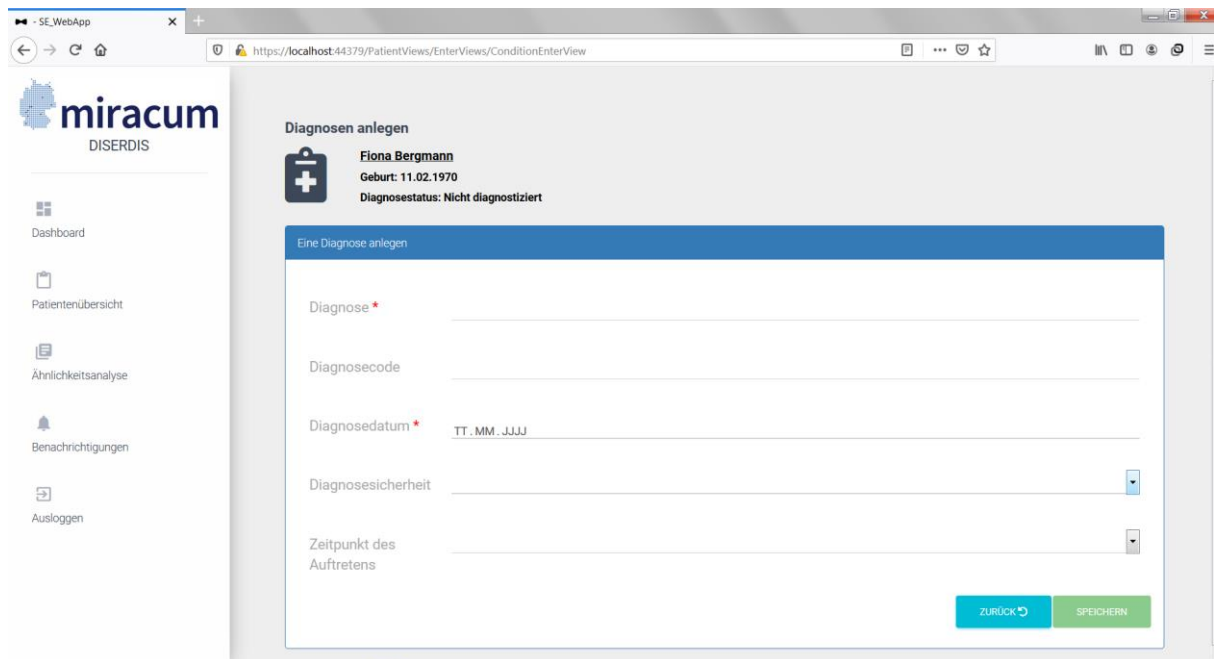 - SE_WebApp
https://localhost:44379/PatientViews/EnterViews/ConditionEnterView
miracum
DISERDIS
Dashboard
Patientenübersicht
Ähnlichkeitsanalyse
Benachrichtigungen
Ausloggen
Diagnosen anlegen
Fiona Bergmann
Geburt: 11.02.1970
Diagnosestatus: Nicht diagnostiziert
Eine Diagnose anlegen
Diagnose *
Diagnosecode
Diagnosedatum *
TT . MM . JJJJ
Diagnosesicherheit
Zeitpunkt des
Auftretens
ZURÜCK
SPEICHERN